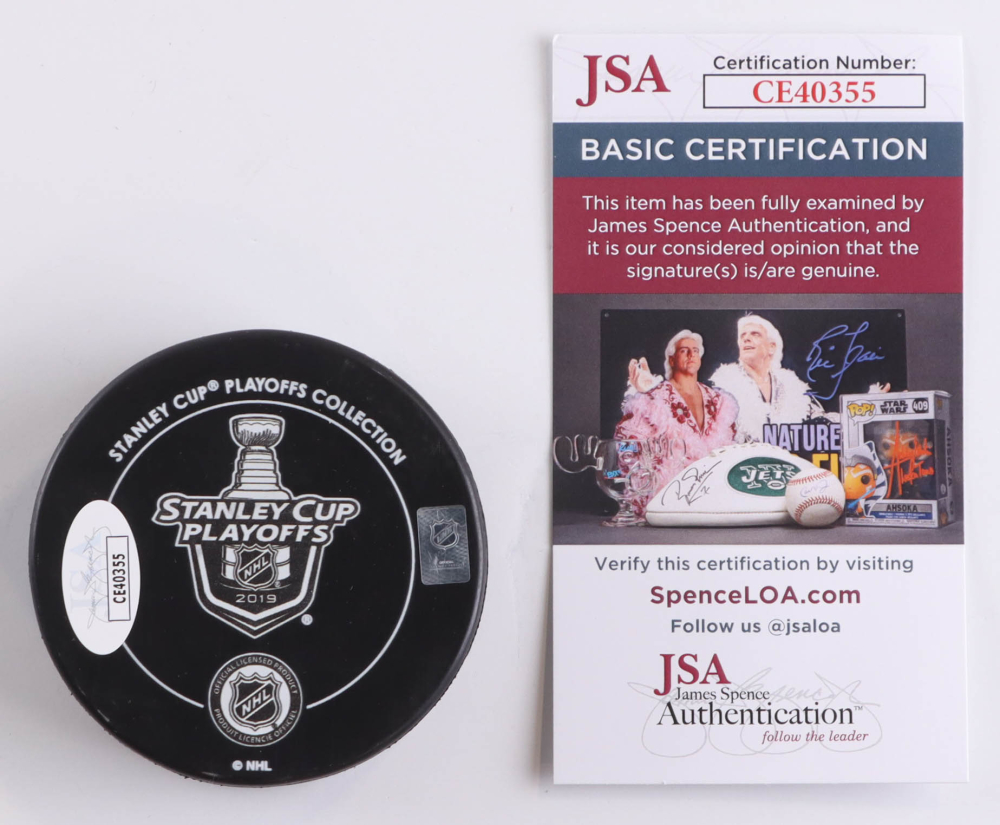 STANLEY CUP® PLAYOFFS COLLECTION
STANLEY CUP
PLAYOFFS
NHL
2019
®
CE40355
OFFICIAL LICENSED PRODUCT
NHL
PRODUIT LICENCIÉ OFFICIEL
© NHL
JSA
Certification Number:
CE40355
BASIC CERTIFICATION
This item has been fully examined by
James Spence Authentication, and
it is our considered opinion that the
signature(s) is/are genuine.
NATURE
JETS
POP!
STAR
WARS
409
AHSOKA
Verify this certification by visiting
SpenceLOA.com
Follow us @jsaloa
JSA
James Spence
Authentication™
follow the leader